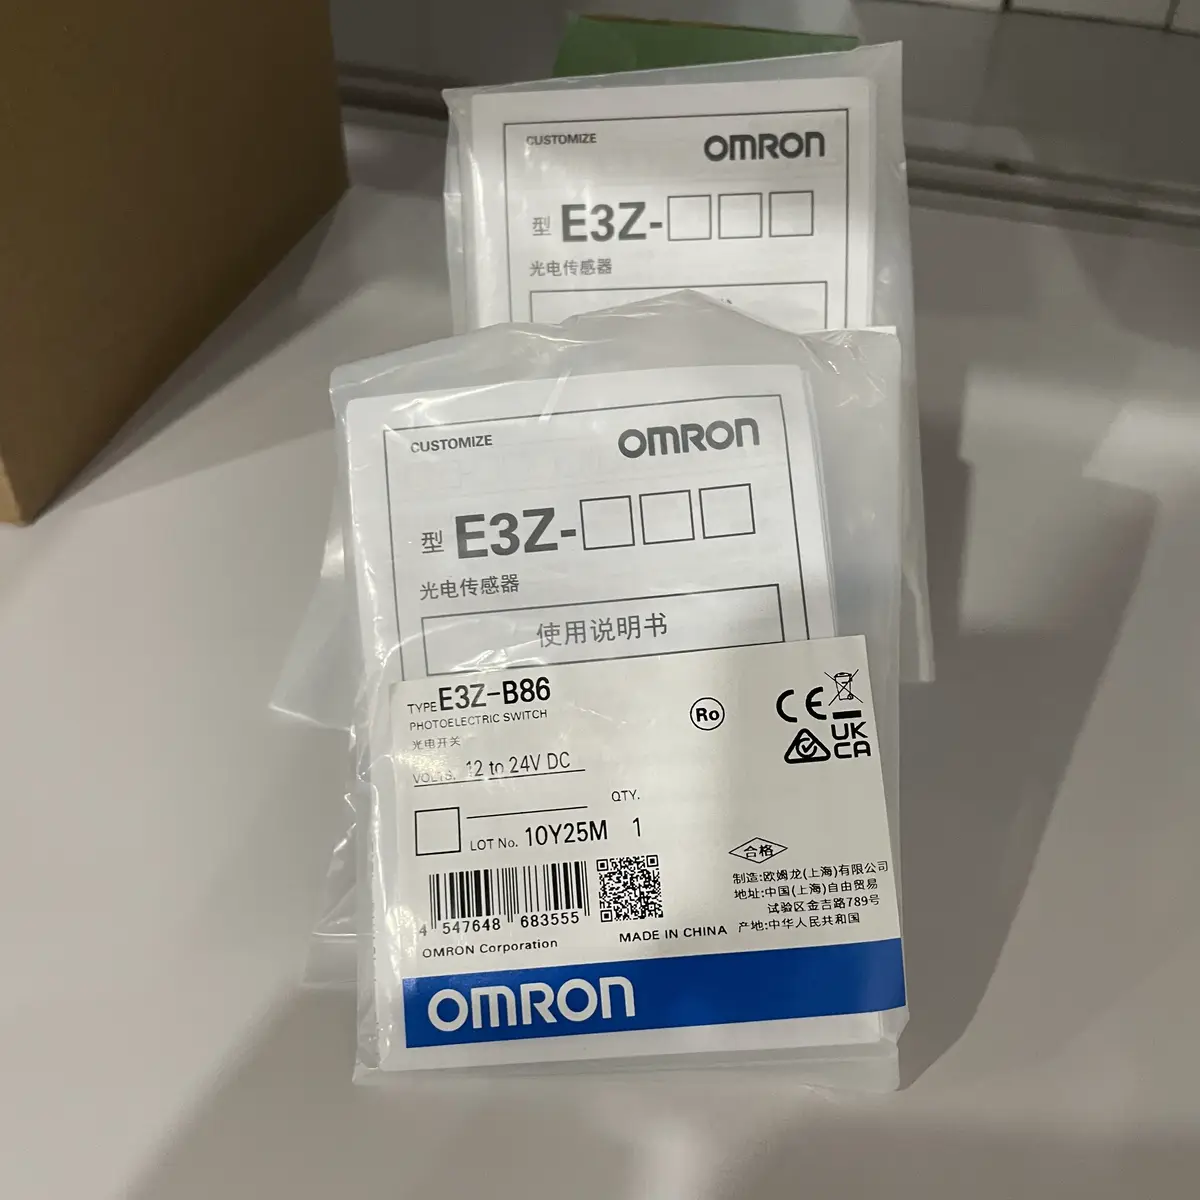 CUSTOMIZE OMRON
型 E3Z-□□□
光电传感器
CUSTOMIZE OMRON
型 E3Z-□□□
光电传感器
使用说明书
TYPE E3Z-B86
PHOTOELECTRIC SWITCH
光电开关
VOLTS. 12 to 24V DC
QTY.
LOT No. 10Y25M 1
4 547648 683555
OMRON Corporation
MADE IN CHINA
Ro
CE
UK
CA
合格
制造:欧姆龙(上海)有限公司
地址:中国(上海)自由贸易
试验区金吉路789号
产地:中华人民共和国
OMRON